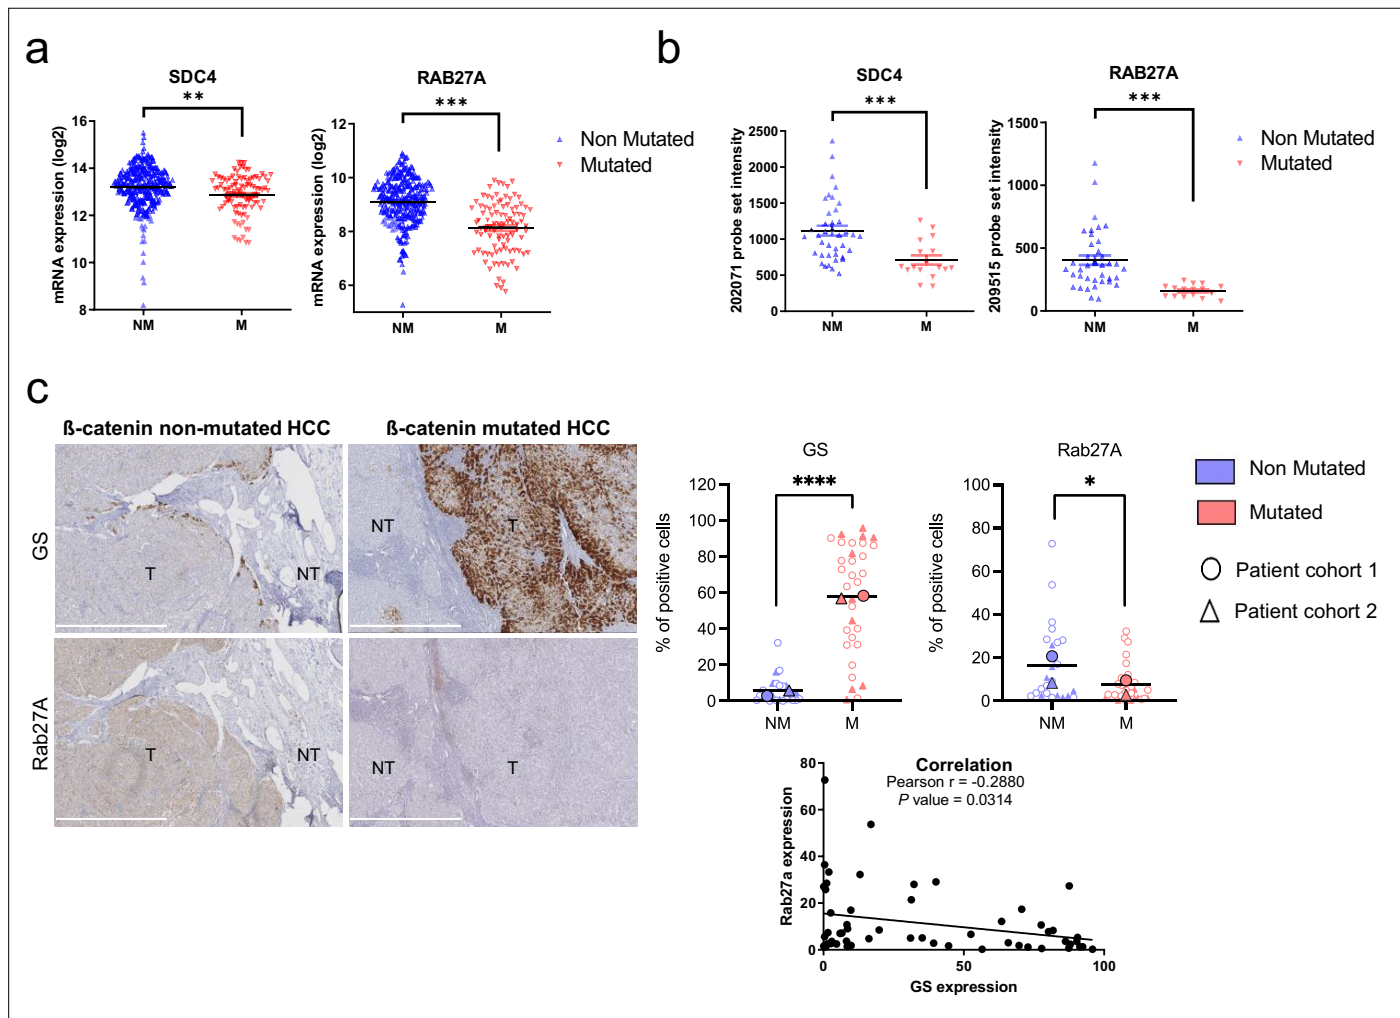 a
SDC4
**
mRNA expression (log2)
16
14
12
10
8
NM
M
RAB27A
***
mRNA expression (log2)
12
10
8
6
NM
M
Non Mutated
Mutated
b
SDC4
***
202071 probe set intensity
2500
2000
1500
1000
500
0
NM
M
RAB27A
***
209515 probe set intensity
1500
1000
500
0
NM
M
Non Mutated
Mutated
c
ß-catenin non-mutated HCC
ß-catenin mutated HCC
GS
T
NT
NT
T
Rab27A
T
NT
NT
T
GS
****
% of positive cells
120
100
80
60
40
20
0
NM
M
Rab27A
*
% of positive cells
100
80
60
40
20
0
NM
M
Non Mutated
Mutated
Patient cohort 1
Patient cohort 2
Correlation
Pearson r = -0.2880
P value = 0.0314
Rab27a expression
80
60
40
20
0
0
50
100
GS expression